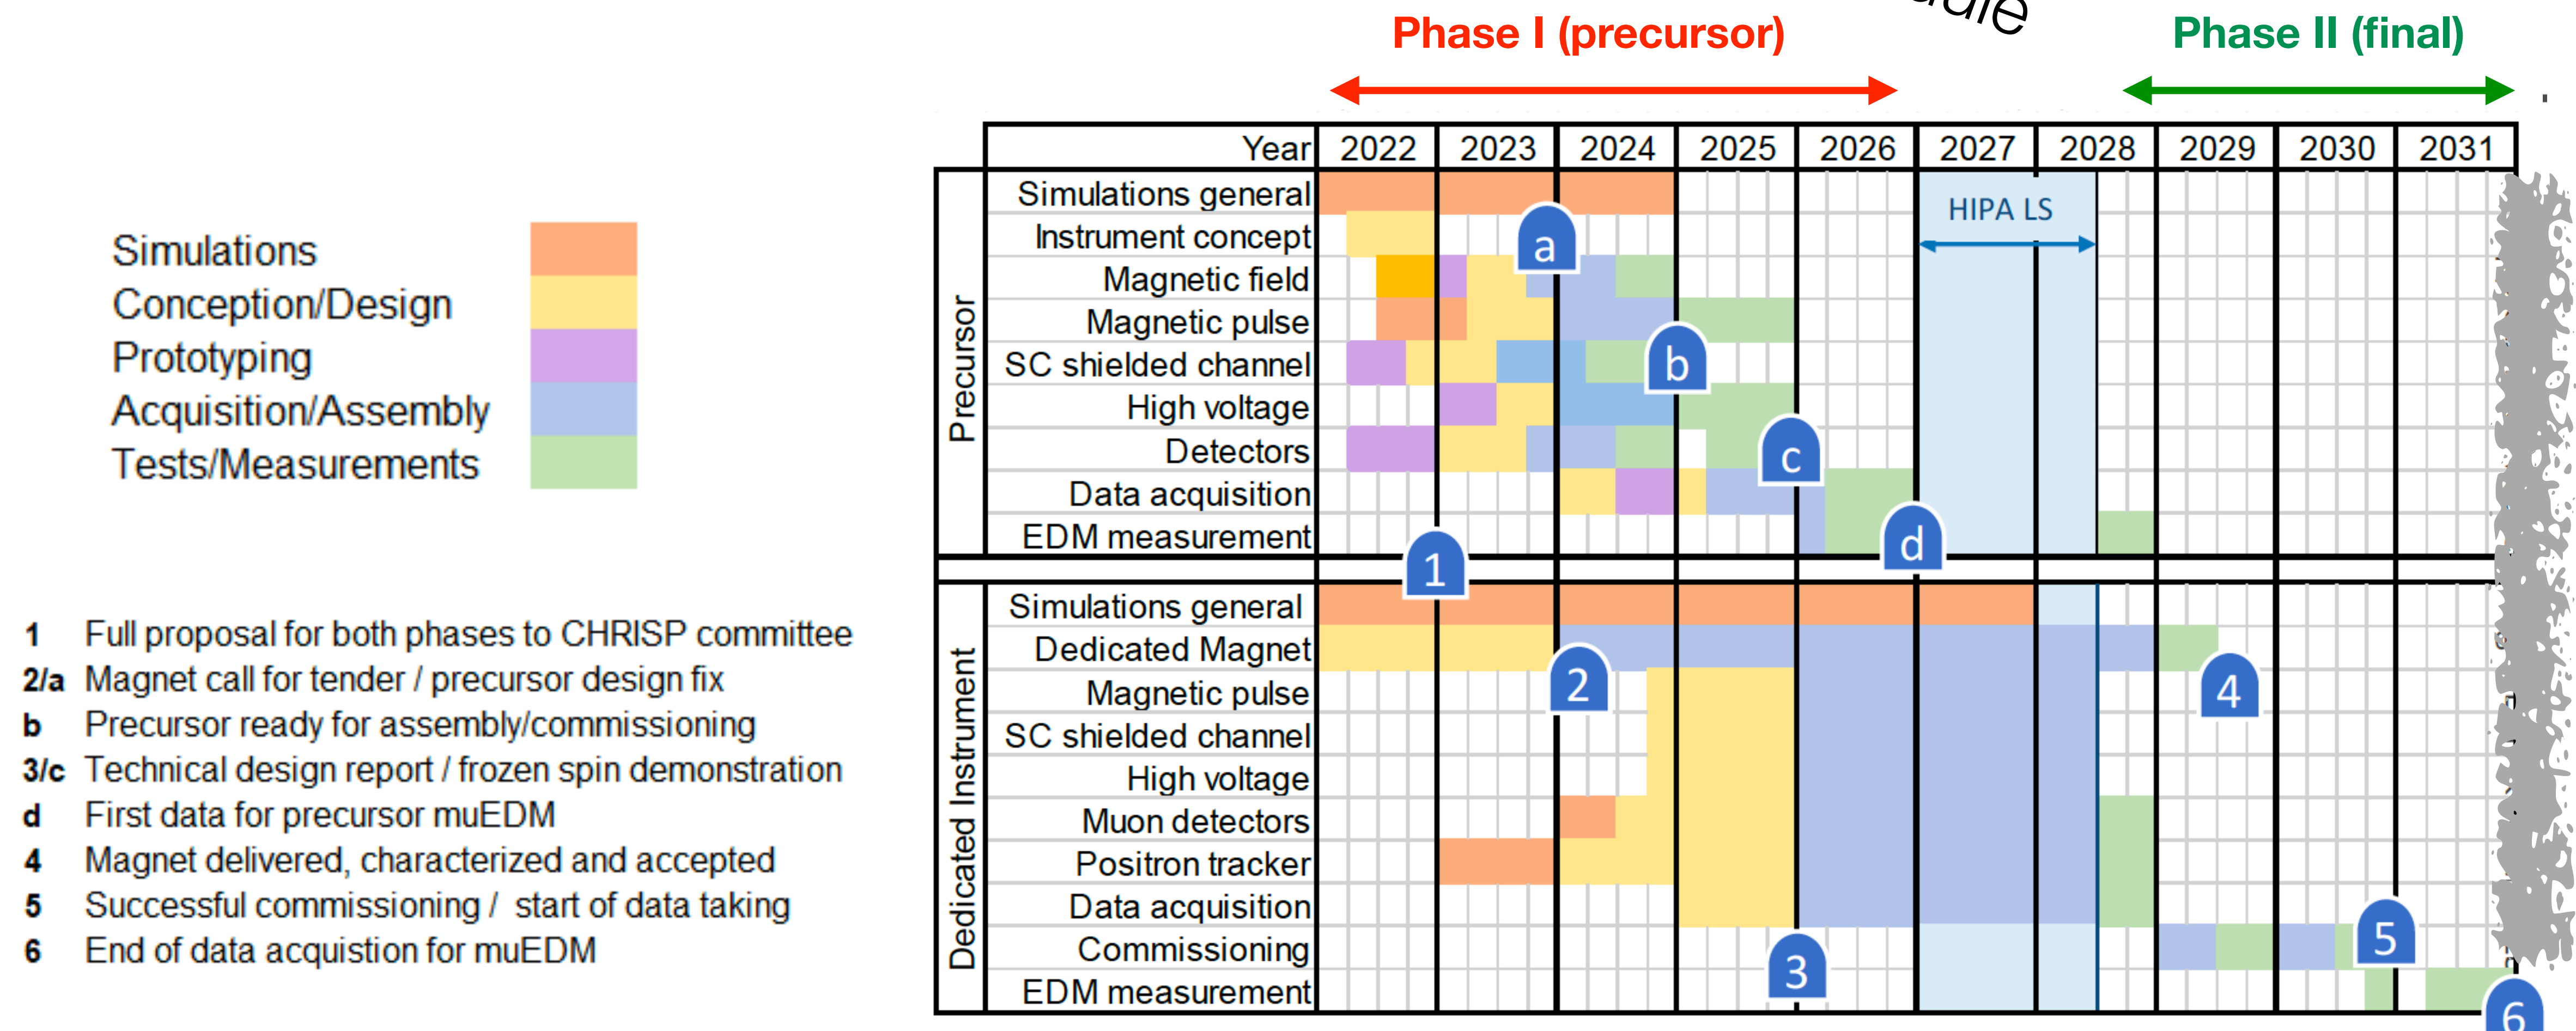 Phase I (precursor)
Phase II (final)
Simulations
Conception/Design
Prototyping
Acquisition/Assembly
Tests/Measurements
1 Full proposal for both phases to CHRISP committee
2/a Magnet call for tender / precursor design fix
b Precursor ready for assembly/commissioning
3/c Technical design report / frozen spin demonstration
d First data for precursor muEDM
4 Magnet delivered, characterized and accepted
5 Successful commissioning / start of data taking
6 End of data acquistion for muEDM
Year 2022 2023 2024 2025 2026 2027 2028 2029 2030 2031
Precursor
Simulations general
HIPA LS
Instrument concept
a
Magnetic field
Magnetic pulse
SC shielded channel
b
High voltage
Detectors
c
Data acquisition
EDM measurement
d
1
Dedicated Instrument
Simulations general
Dedicated Magnet
2
4
Magnetic pulse
SC shielded channel
High voltage
Muon detectors
Positron tracker
Data acquisition
Commissioning
5
3
EDM measurement
6